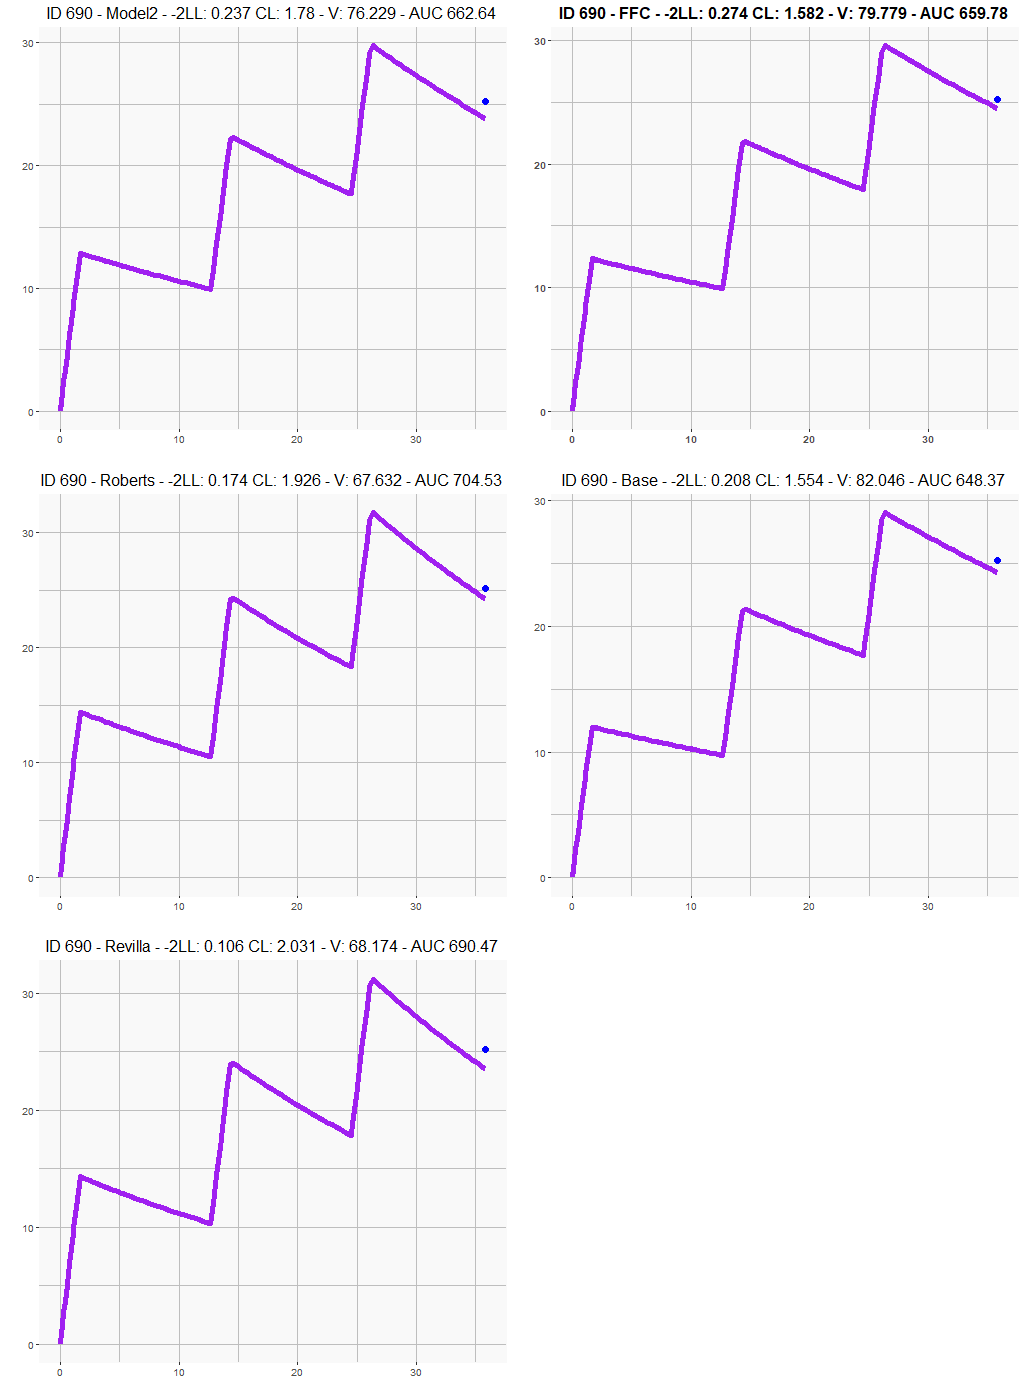 ID 690 - Model2 - -2LL: 0.237 CL: 1.78 - V: 76.229 - AUC 662.64
30
20
10
0
0 10 20 30
ID 690 - FFC - -2LL: 0.274 CL: 1.582 - V: 79.779 - AUC 659.78
30
20
10
0
0 10 20 30
ID 690 - Roberts - -2LL: 0.174 CL: 1.926 - V: 67.632 - AUC 704.53
30
20
10
0
0 10 20 30
ID 690 - Base - -2LL: 0.208 CL: 1.554 - V: 82.046 - AUC 648.37
30
20
10
0
0 10 20 30
ID 690 - Revilla - -2LL: 0.106 CL: 2.031 - V: 68.174 - AUC 690.47
30
20
10
0
0 10 20 30